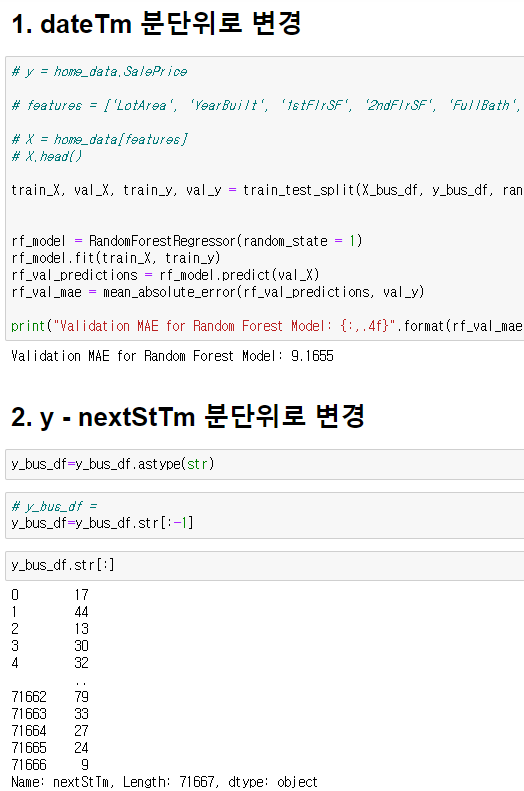 1. dateTm 분단위로 변경
# y = home_data.SalePrice
# features = ['LotArea', 'YearBuilt', '1stFlrSF', '2ndFlrSF', 'FullBath',
# X = home_data[features]
# X.head()
train_X, val_X, train_y, val_y = train_test_split(X_bus_df, y_bus_df, ran
rf_model = RandomForestRegressor(random_state = 1)
rf_model.fit(train_X, train_y)
rf_val_predictions = rf_model.predict(val_X)
rf_val_mae = mean_absolute_error(rf_val_predictions, val_y)
print("Validation MAE for Random Forest Model: {:,.4f}".format(rf_val_mae
Validation MAE for Random Forest Model: 9.1655
2. y - nextStTm 분단위로 변경
y_bus_df=y_bus_df.astype(str)
# y_bus_df =
y_bus_df=y_bus_df.str[:-1]
y_bus_df.str[:]
0 17
1 44
2 13
3 30
4 32
..
71662 79
71663 33
71664 27
71665 24
71666 9
Name: nextStTm, Length: 71667, dtype: object